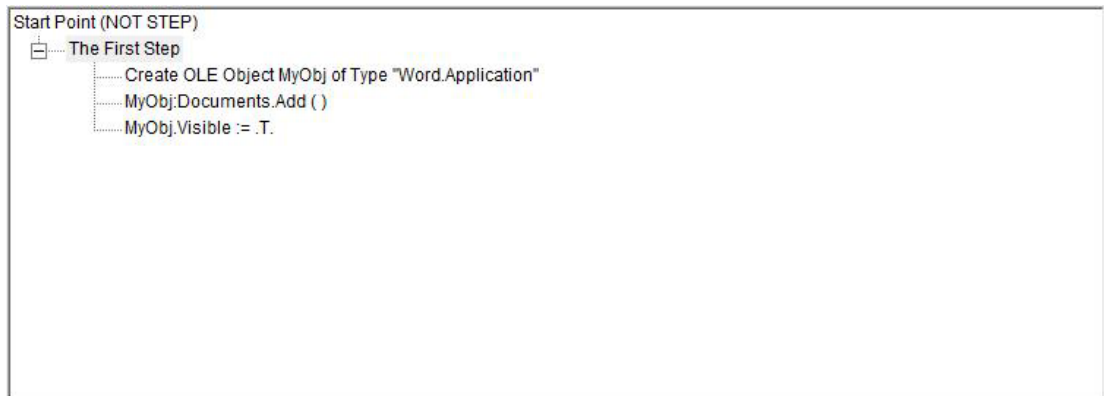 Start Point (NOT STEP)
The First Step
Create OLE Object MyObj of Type "Word.Application"
MyObj:Documents.Add ( )
MyObj.Visible := .T.